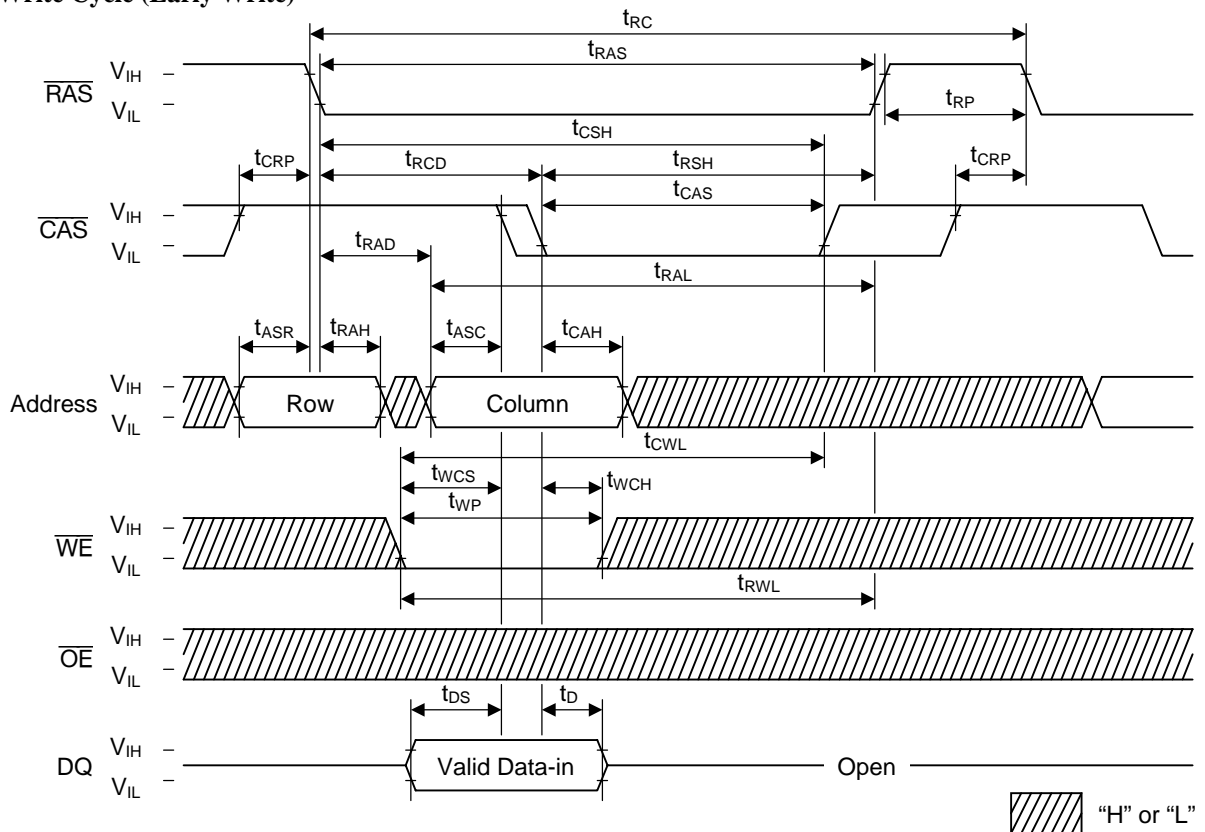 Write Cycle (Early Write)
tRC
RAS
VIH
VIL
tRAS
tRP
tCSH
tCRP
tRCD
tRSH
tCRP
tCAS
CAS
VIH
VIL
tRAD
tRAL
tASR
tRAH
tASC
tCAH
Address
VIH
VIL
Row
Column
tCWL
tWCS
tWCH
tWP
WE
VIH
VIL
tRWL
OE
VIH
VIL
tDS
tD
DQ
VIH
VIL
Valid Data-in
Open
“H” or “L”